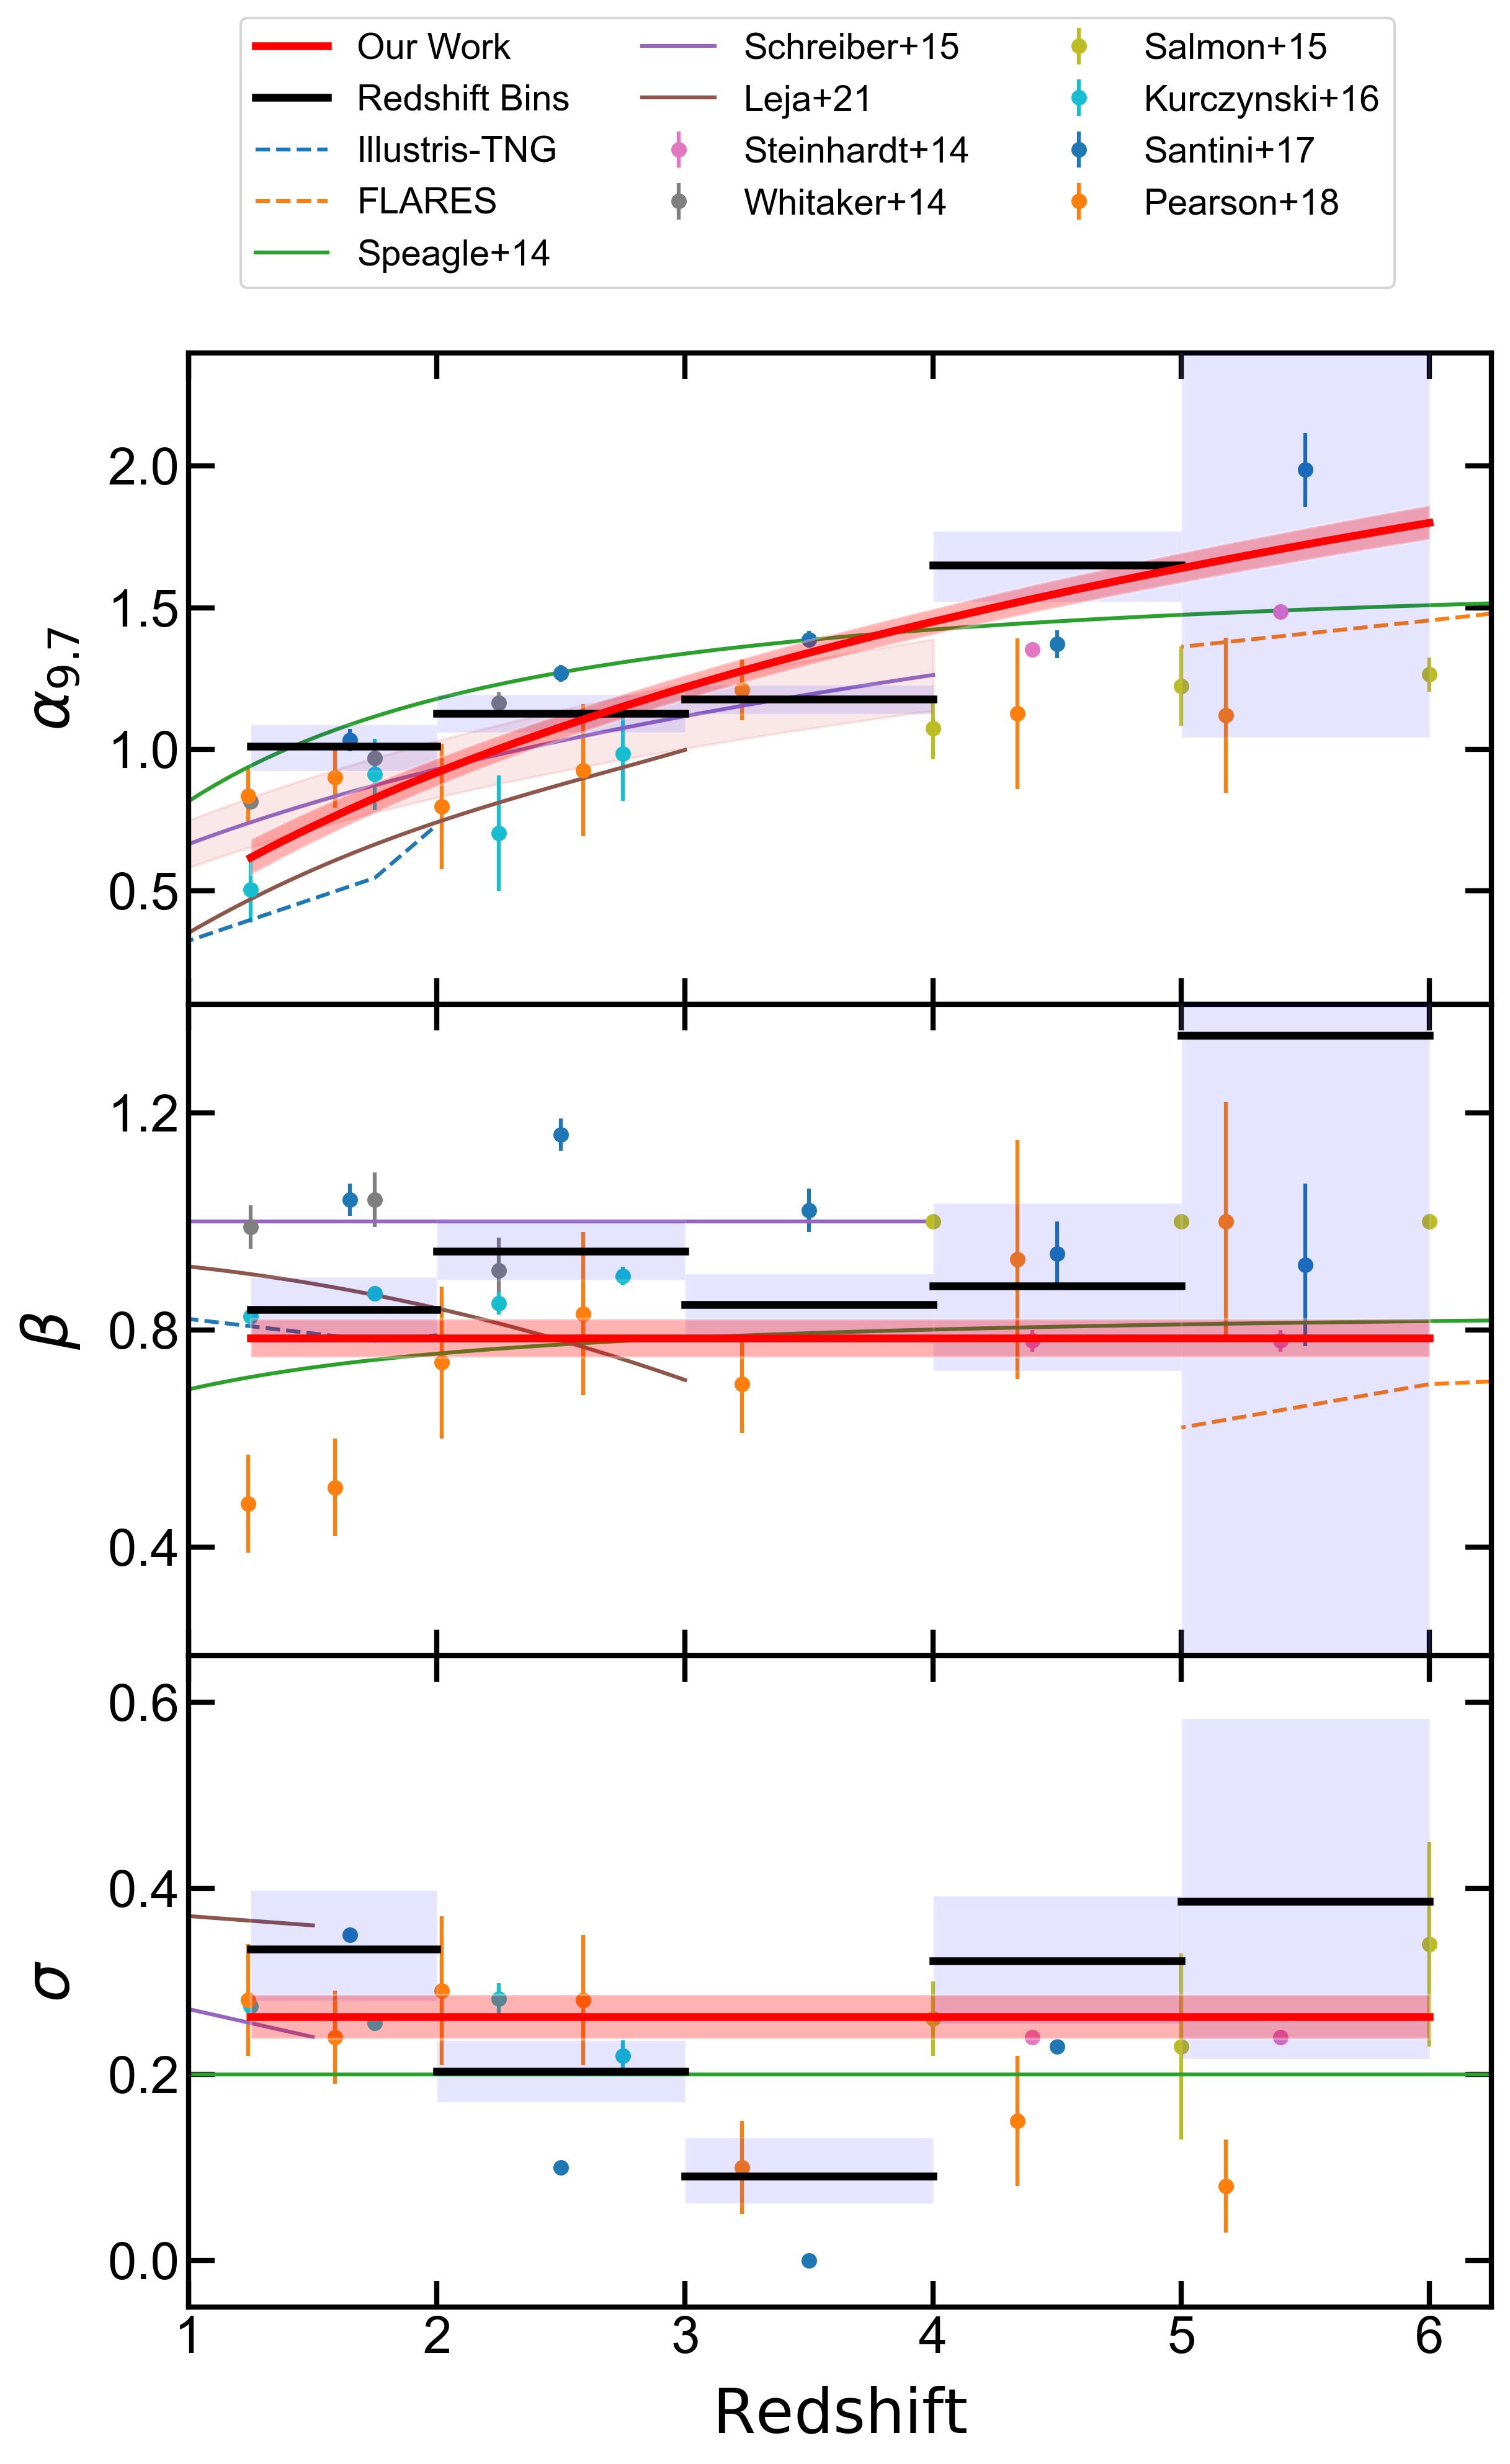 Our Work
Redshift Bins
Illustris-TNG
FLARES
Speagle+14
Schreiber+15
Leja+21
Steinhardt+14
Whitaker+14
Salmon+15
Kurczynski+16
Santini+17
Pearson+18
2.0
1.5
1.0
0.5
α9.7
1.2
0.8
0.4
β
0.6
0.4
0.2
0.0
σ
1 2 3 4 5 6
Redshift